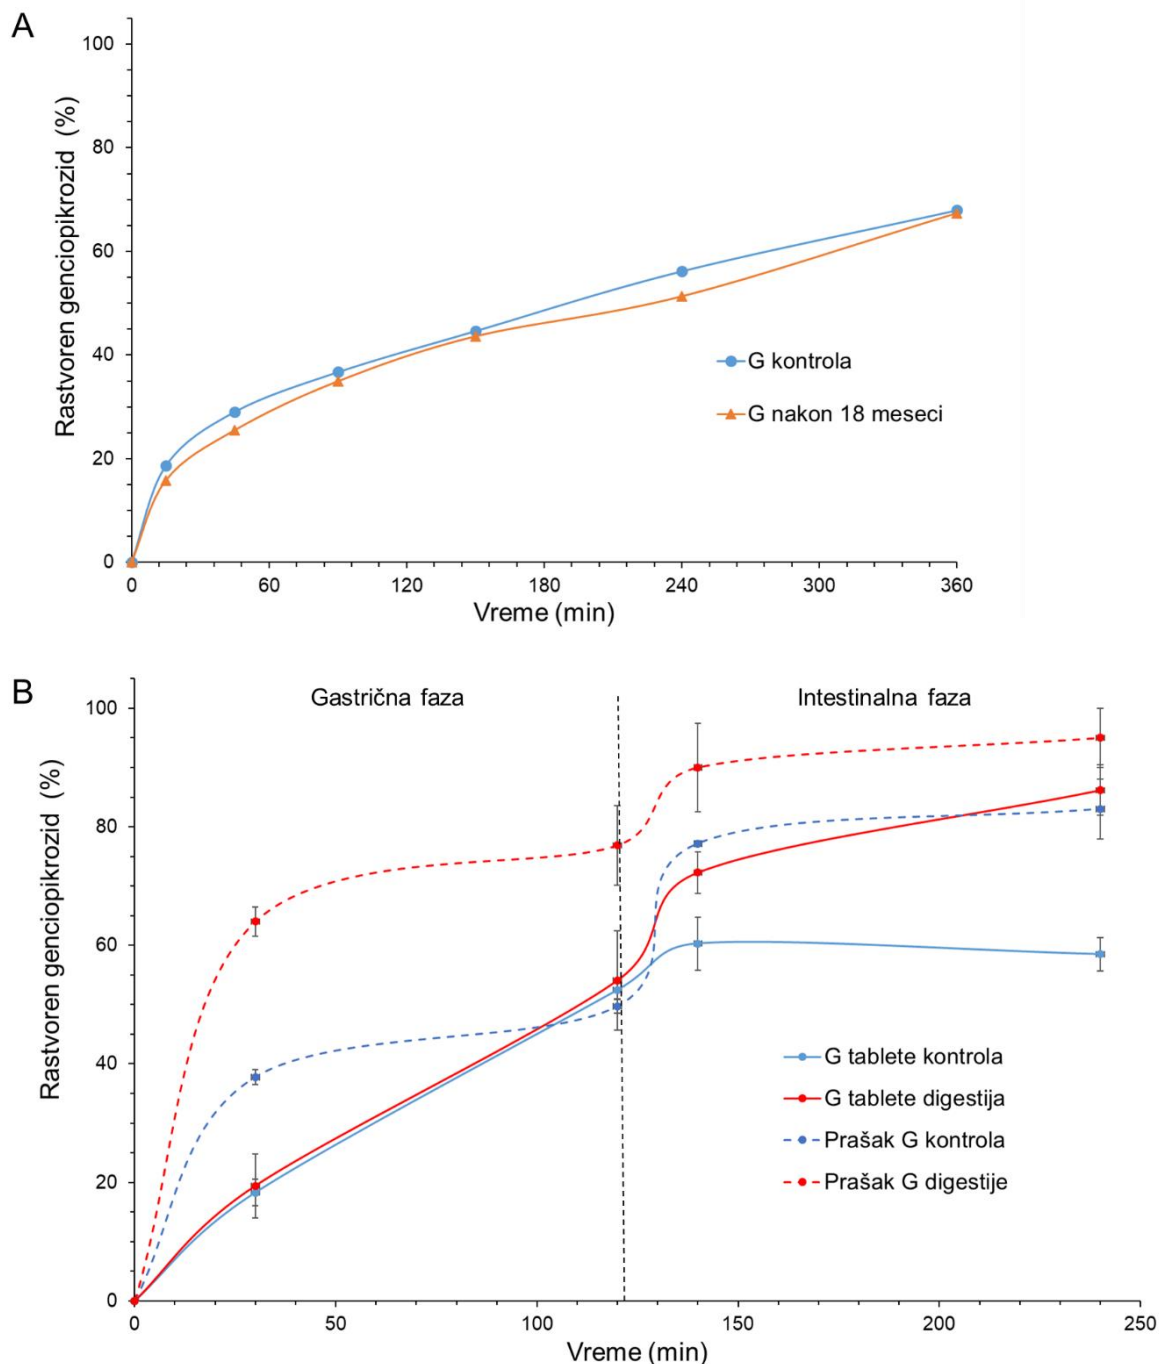 A
100
80
60
40
20
0
Rastvoren genciopikrozid (%)
G kontrola
G nakon 18 meseci
0 60 120 180 240 300 360
Vreme (min)
B
Gastrična faza Intestinalna faza
100
80
60
40
20
0
Rastvoren genciopikrozid (%)
G tablete kontrola
G tablete digestija
Prašak G kontrola
Prašak G digestije
0 50 100 150 200 250
Vreme (min)